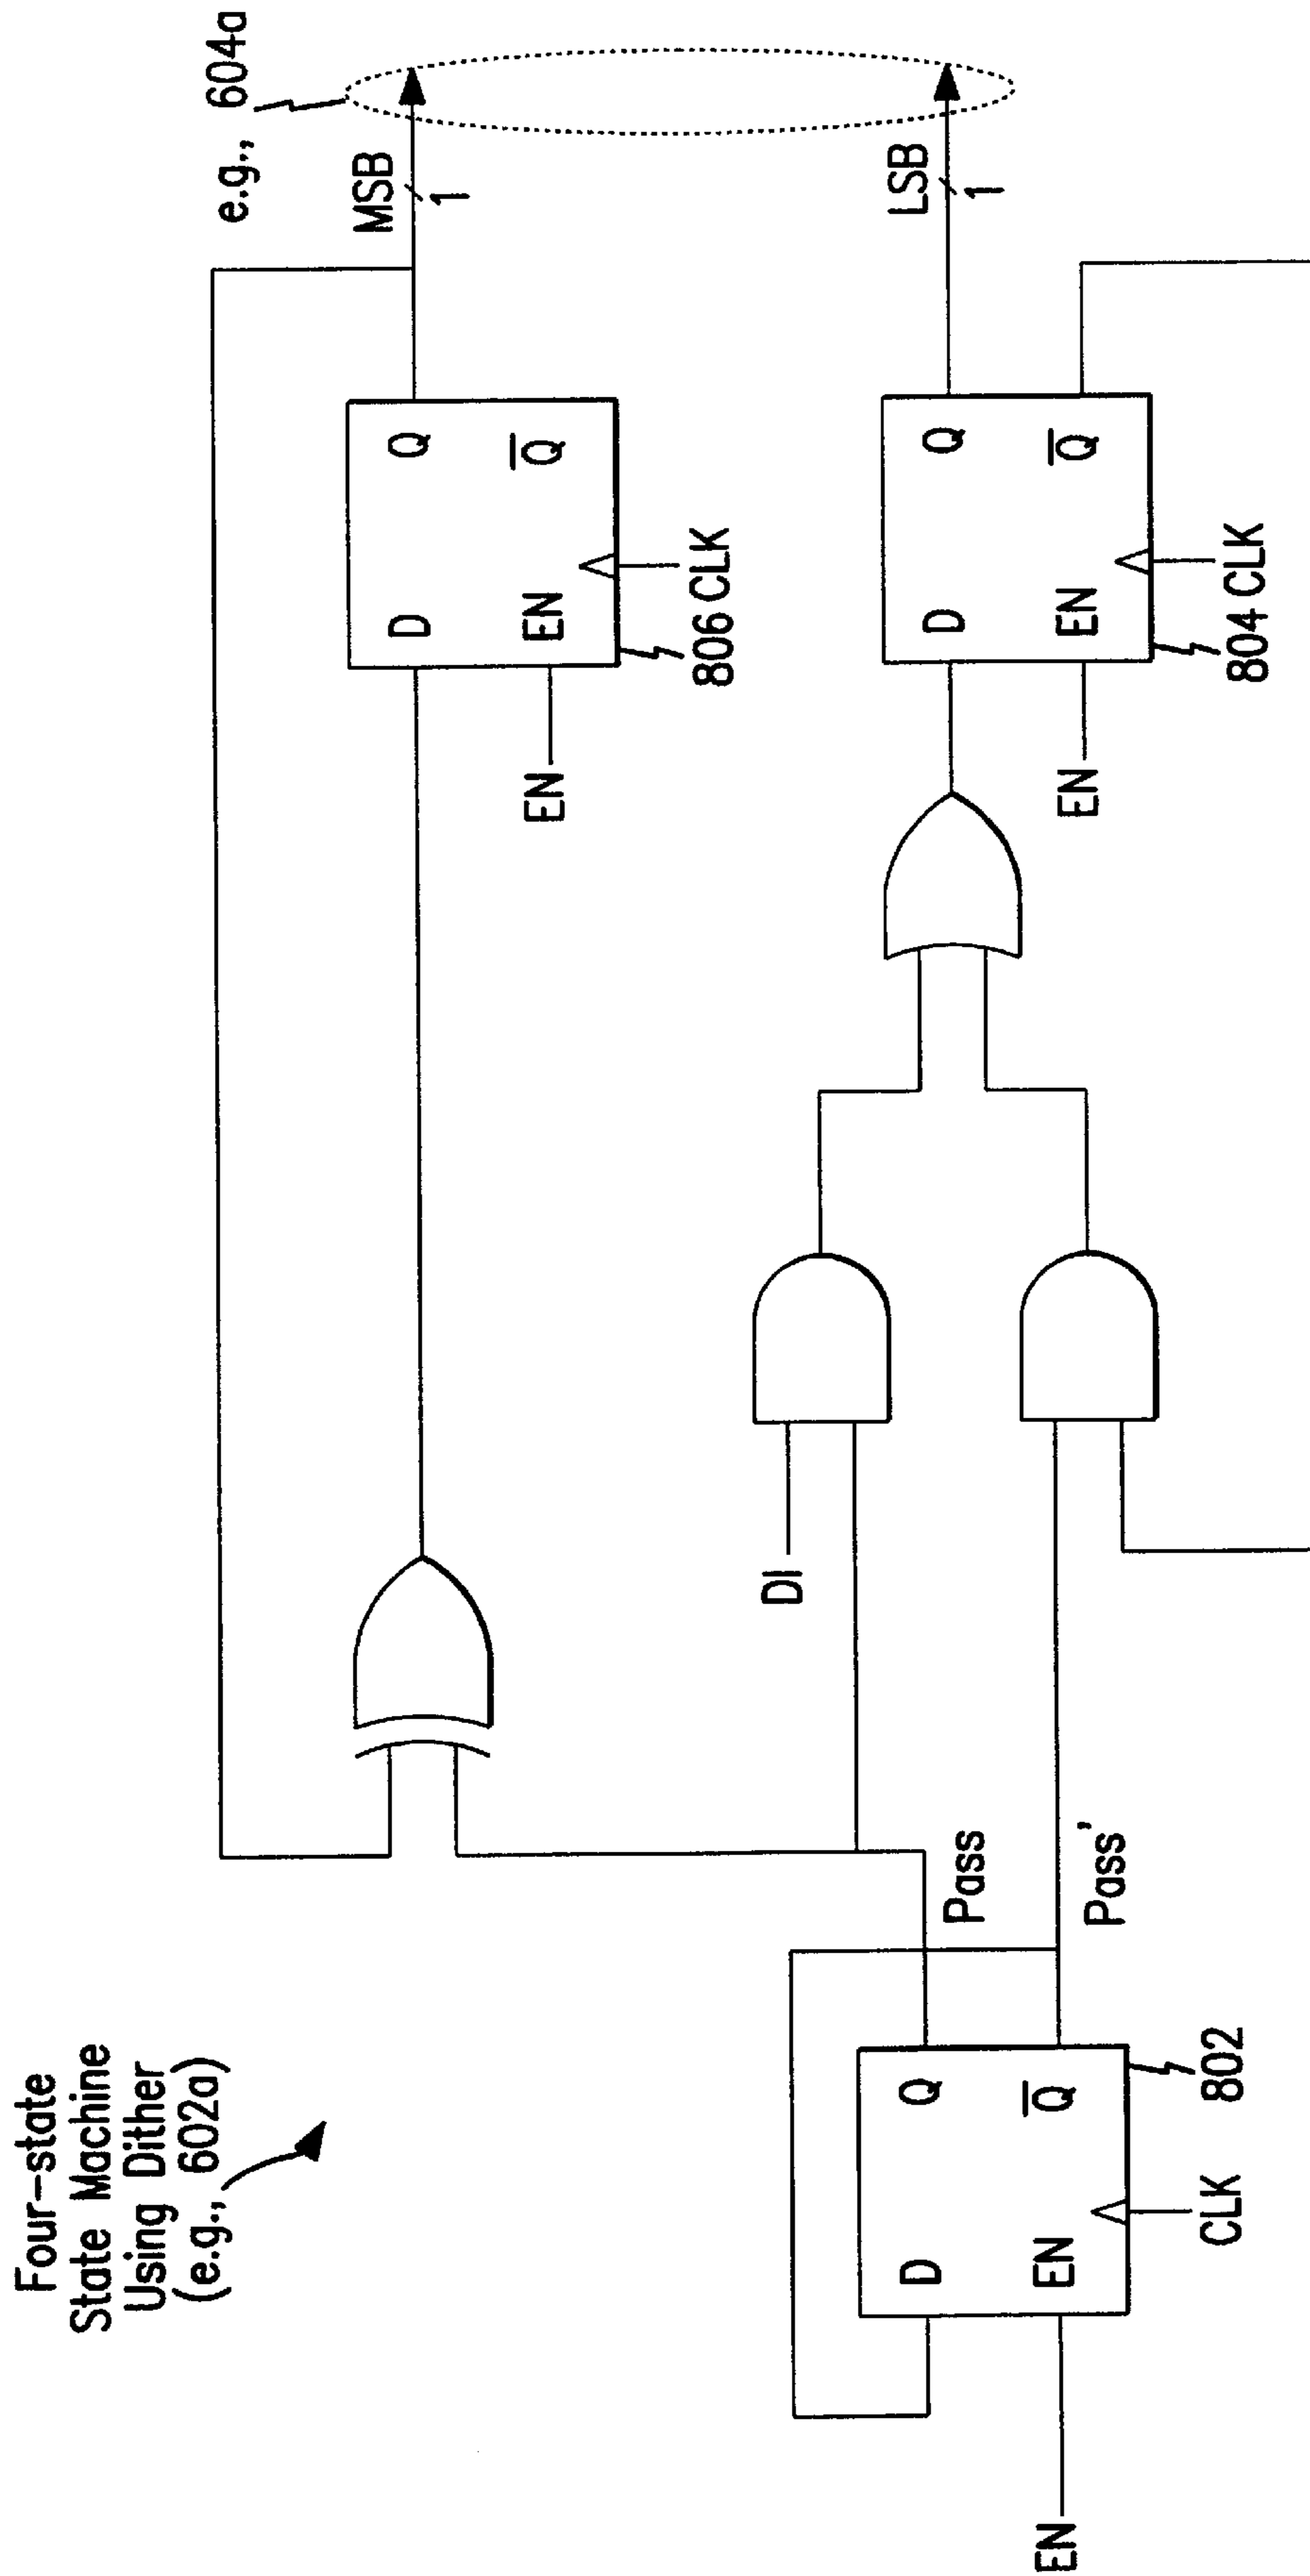 Four-state
State Machine
Using Dither
(e.g., 602a)
e.g., 604a
MSB
1
D
Q
EN
Q
EN
806
CLK
LSB
1
D
Q
EN
Q
EN
804
CLK
DI
Pass
Pass'
D
Q
EN
Q
EN
802
CLK